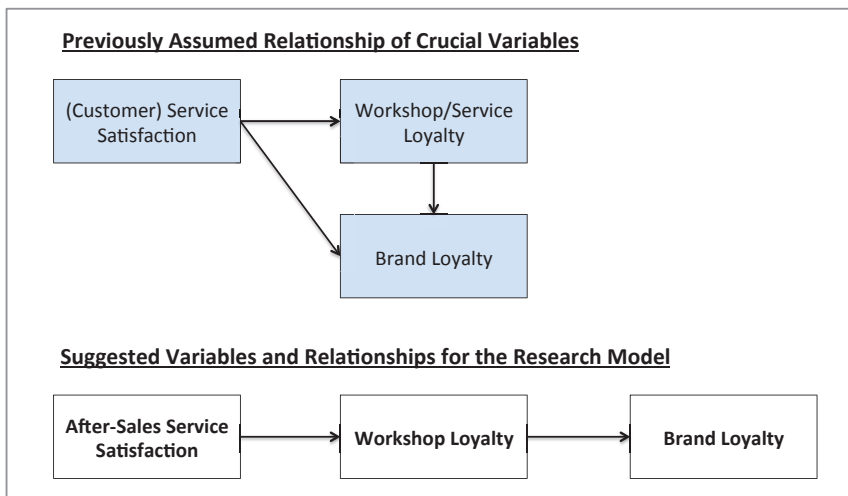 Previously Assumed Relationship of Crucial Variables
(Customer) Service
Satisfaction
Workshop/Service
Loyalty
Brand Loyalty
Suggested Variables and Relationships for the Research Model
After-Sales Service
Satisfaction
Workshop Loyalty
Brand Loyalty